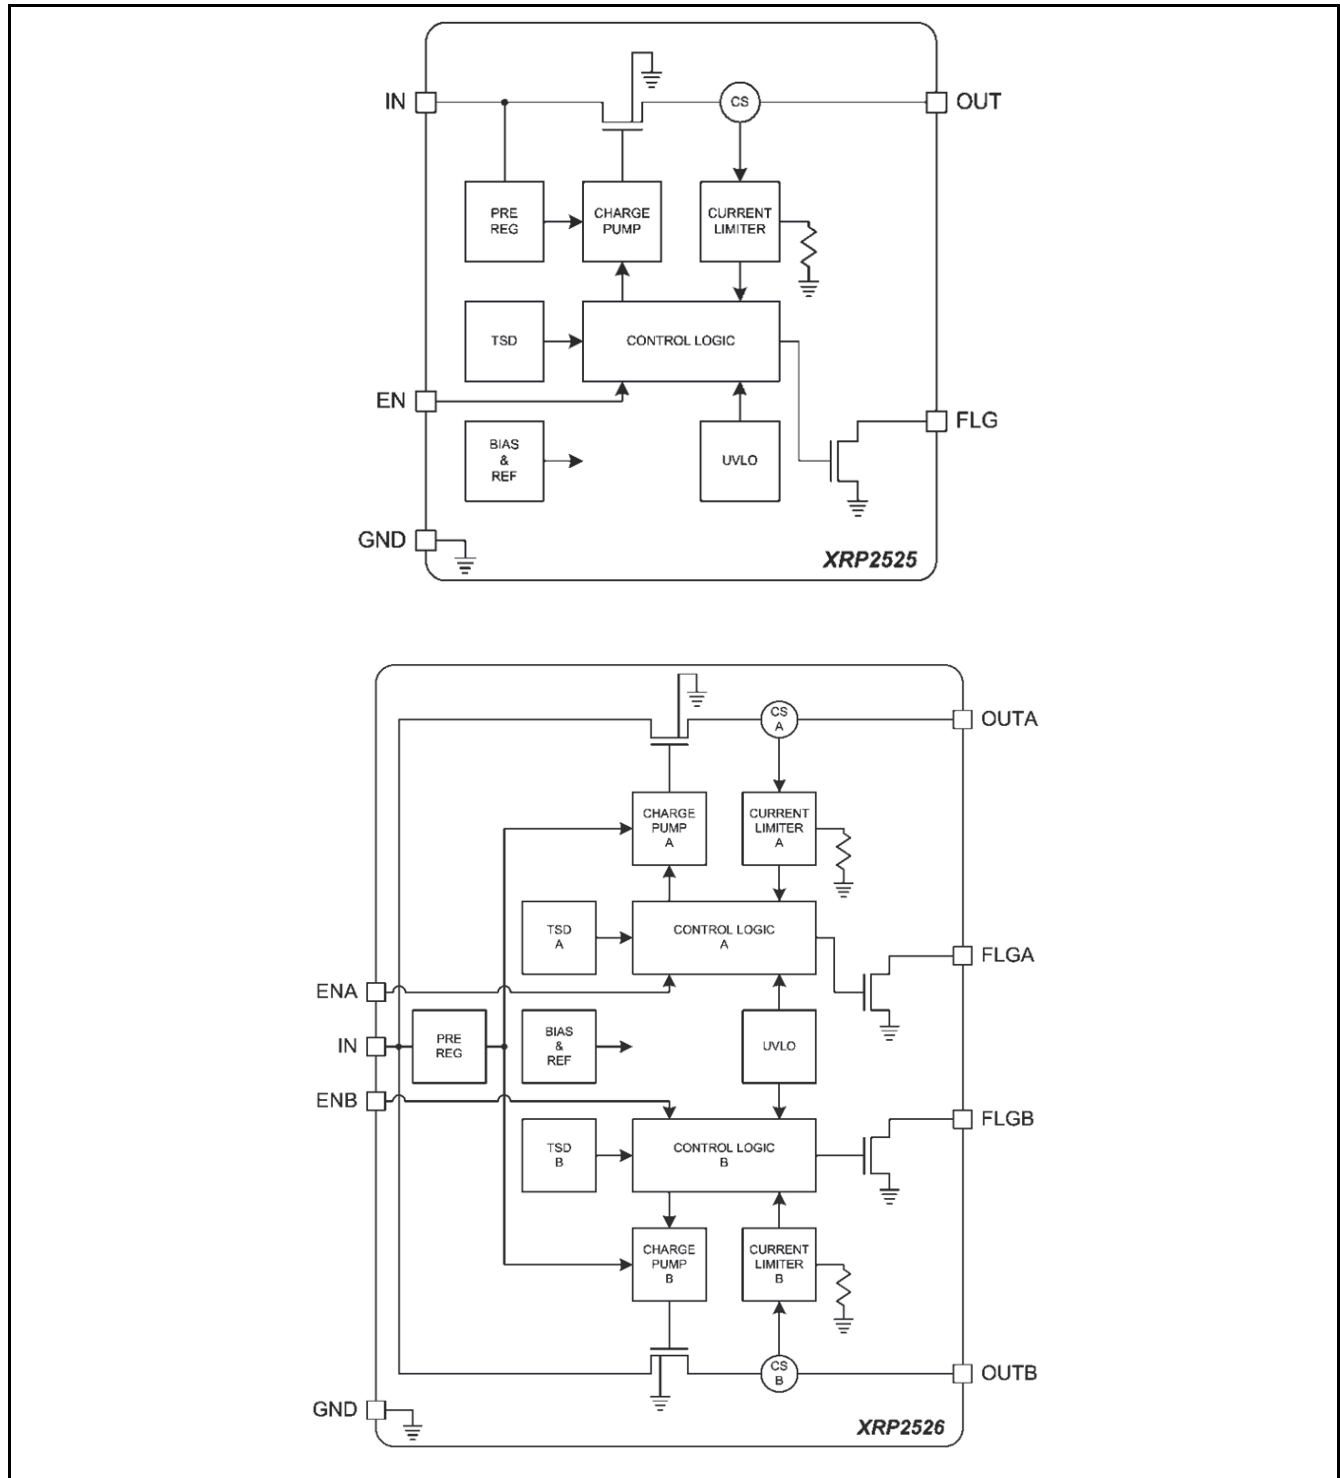 IN
CS
OUT
PRE
REG
CHARGE
PUMP
CURRENT
LIMITER
TSD
CONTROL LOGIC
EN
FLG
BIAS
&
REF
UVLO
GND
XRP2525
CS
A
OUTA
CHARGE
PUMP
A
CURRENT
LIMITER
A
TSD
A
CONTROL LOGIC
A
FLGA
ENA
IN
PRE
REG
BIAS
&
REF
UVLO
ENB
FLGB
TSD
B
CONTROL LOGIC
B
CHARGE
PUMP
B
CURRENT
LIMITER
B
CS
B
OUTB
GND
XRP2526